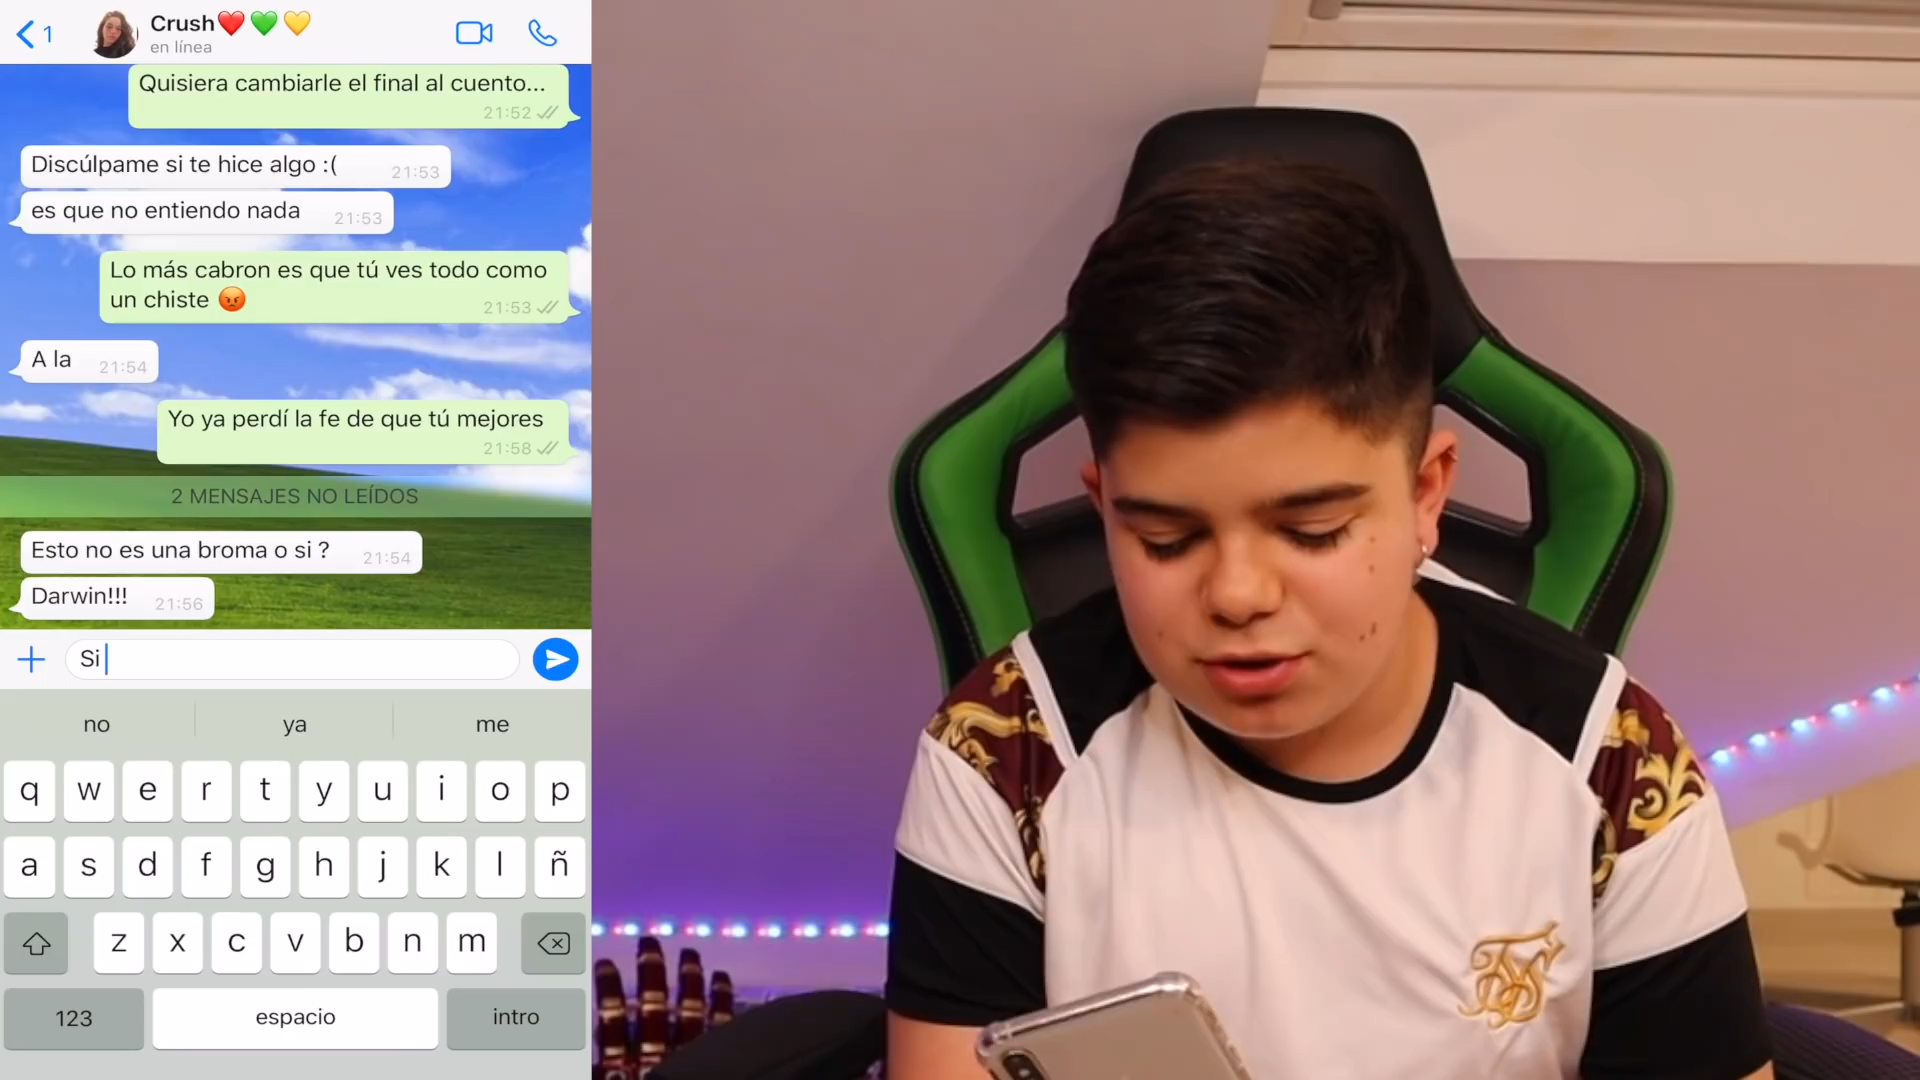 1
Crush❤️💚💛
en línea
Quisiera cambiarle el final al cuento...
21:52
Discúlpame si te hice algo :(
21:53
es que no entiendo nada
21:53
Lo más cabron es que tú ves todo como
un chiste 😡
21:53
A la
21:54
Yo ya perdí la fe de que tú mejores
21:58
2 MENSAJES NO LEÍDOS
Esto no es una broma o si ?
21:54
Darwin!!!
21:56
Si
no ya me
q w e r t y u i o p
a s d f g h j k l ñ
z x c v b n m
123 espacio intro